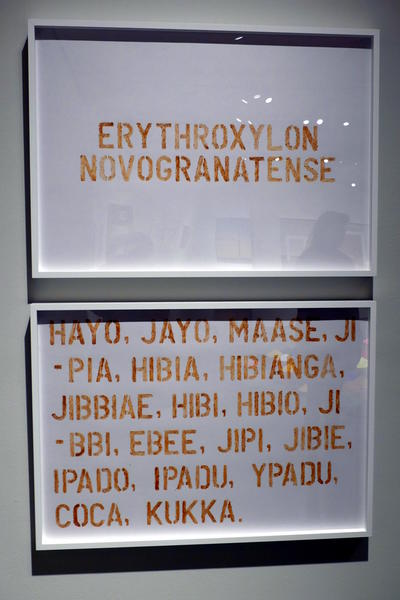 ERYTHROXYLON
NOVOGRANATENSE
HAYO, JAYO, MAASE, JI
-PIA, HIBIA, HIBIANGA,
JIBBIAE, HIBI, HIBIO, JI
-BBI, EBEE, JIPI, JIBIE,
IPADO, IPADU, YPADU,
COCA, KUKKA.